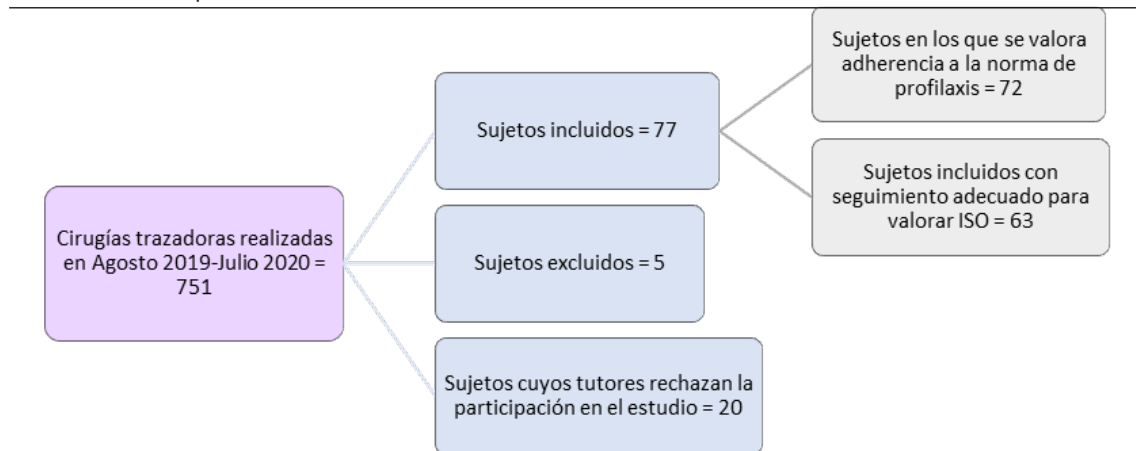 Cirugías trazadoras realizadas
en Agosto 2019-Julio 2020 =
751
Sujetos incluidos = 77
Sujetos excluidos = 5
Sujetos cuyos tutores rechazan la
participación en el estudio = 20
Sujetos en los que se valora
adherencia a la norma de
profilaxis = 72
Sujetos incluidos con
seguimiento adecuado para
valorar ISO = 63